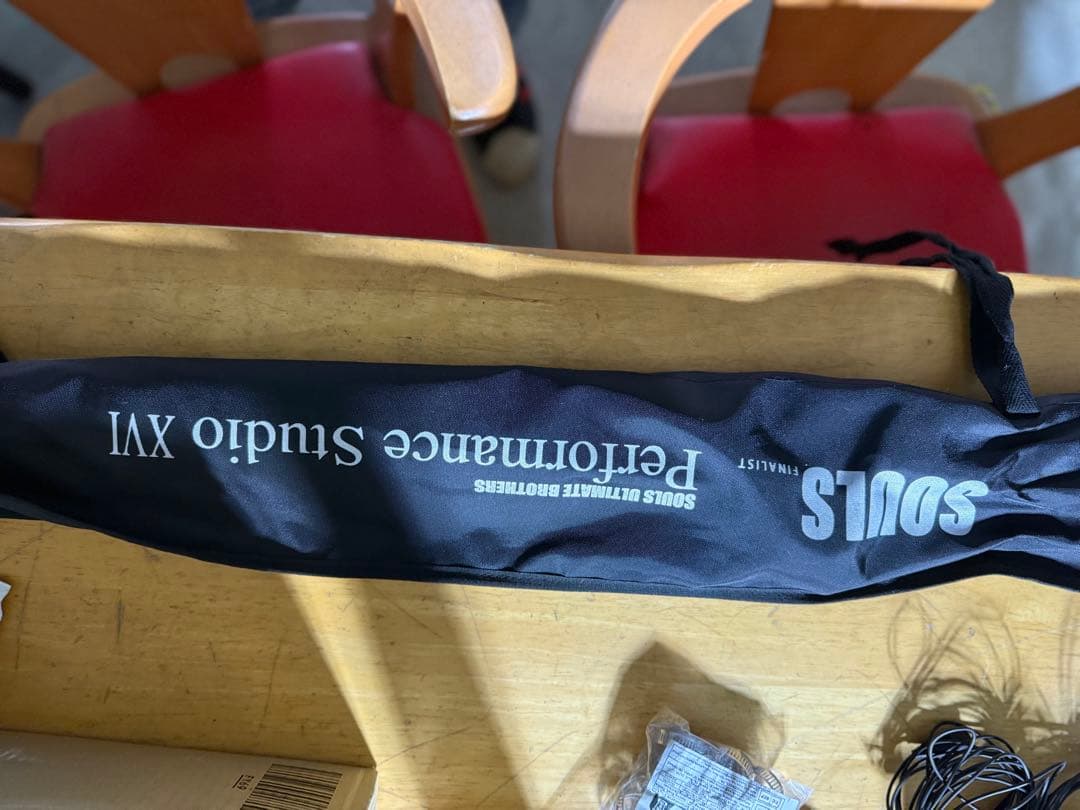 SOULS
FINALIST
SOULS ULTIMATE BROTHERS
Performance Studio XVI